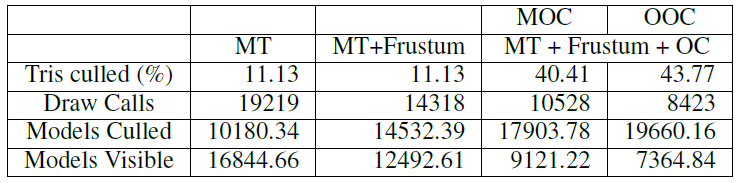 MOC OOC
MT MT+Frustum MT + Frustum + OC
Tris culled (%) 11.13 11.13 40.41 43.77
Draw Calls 19219 14318 10528 8423
Models Culled 10180.34 14532.39 17903.78 19660.16
Models Visible 16844.66 12492.61 9121.22 7364.84